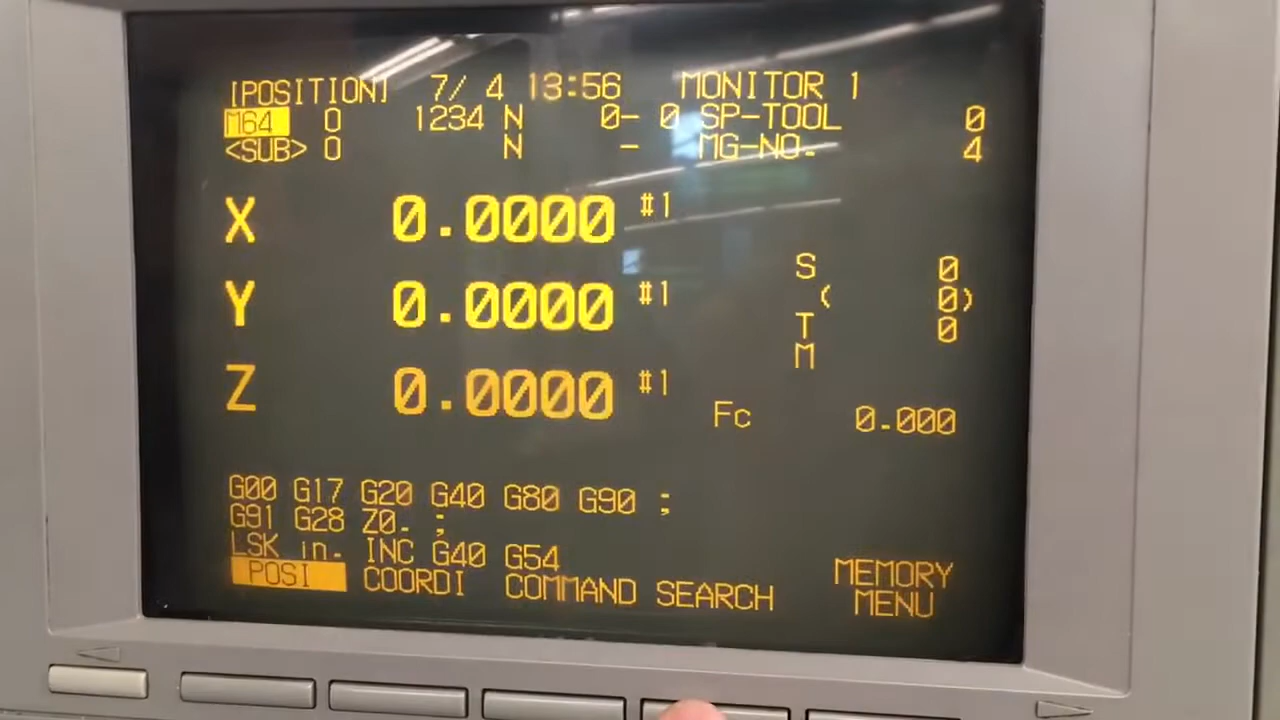 [POSITION] 7/ 4 13:56 MONITOR 1
M64 O 1234 N 0- 0 SP-TOOL 0
<SUB> O N - MG-NO. 4
X 0.0000 #1
S 0
Y 0.0000 #1
( 0)
T 0
M
Z 0.0000 #1
Fc 0.000
G00 G17 G20 G40 G80 G90 ;
G91 G28 Z0. ;
LSK in. INC G40 G54
POSI COORDI COMMAND SEARCH MEMORY MENU